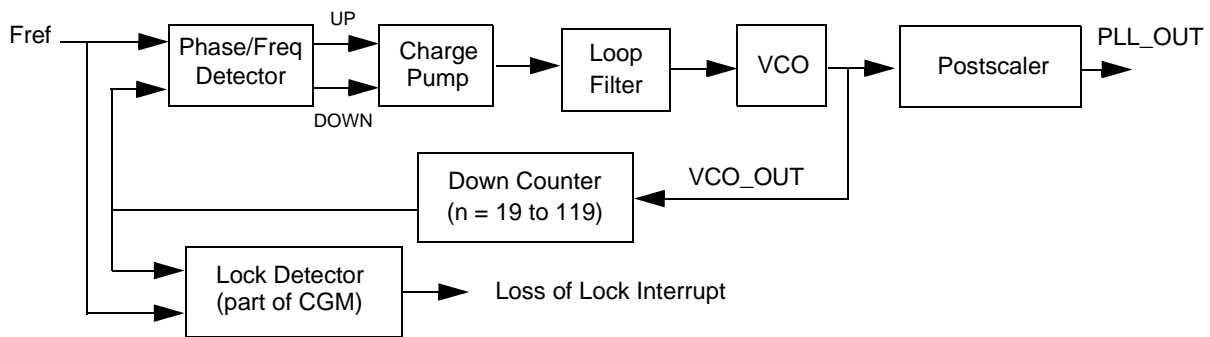 Fref
Phase/Freq
Detector
UP
DOWN
Charge
Pump
Loop
Filter
VCO
Postscaler
PLL_OUT
Down Counter
(n = 19 to 119)
VCO_OUT
Lock Detector
(part of CGM)
Loss of Lock Interrupt